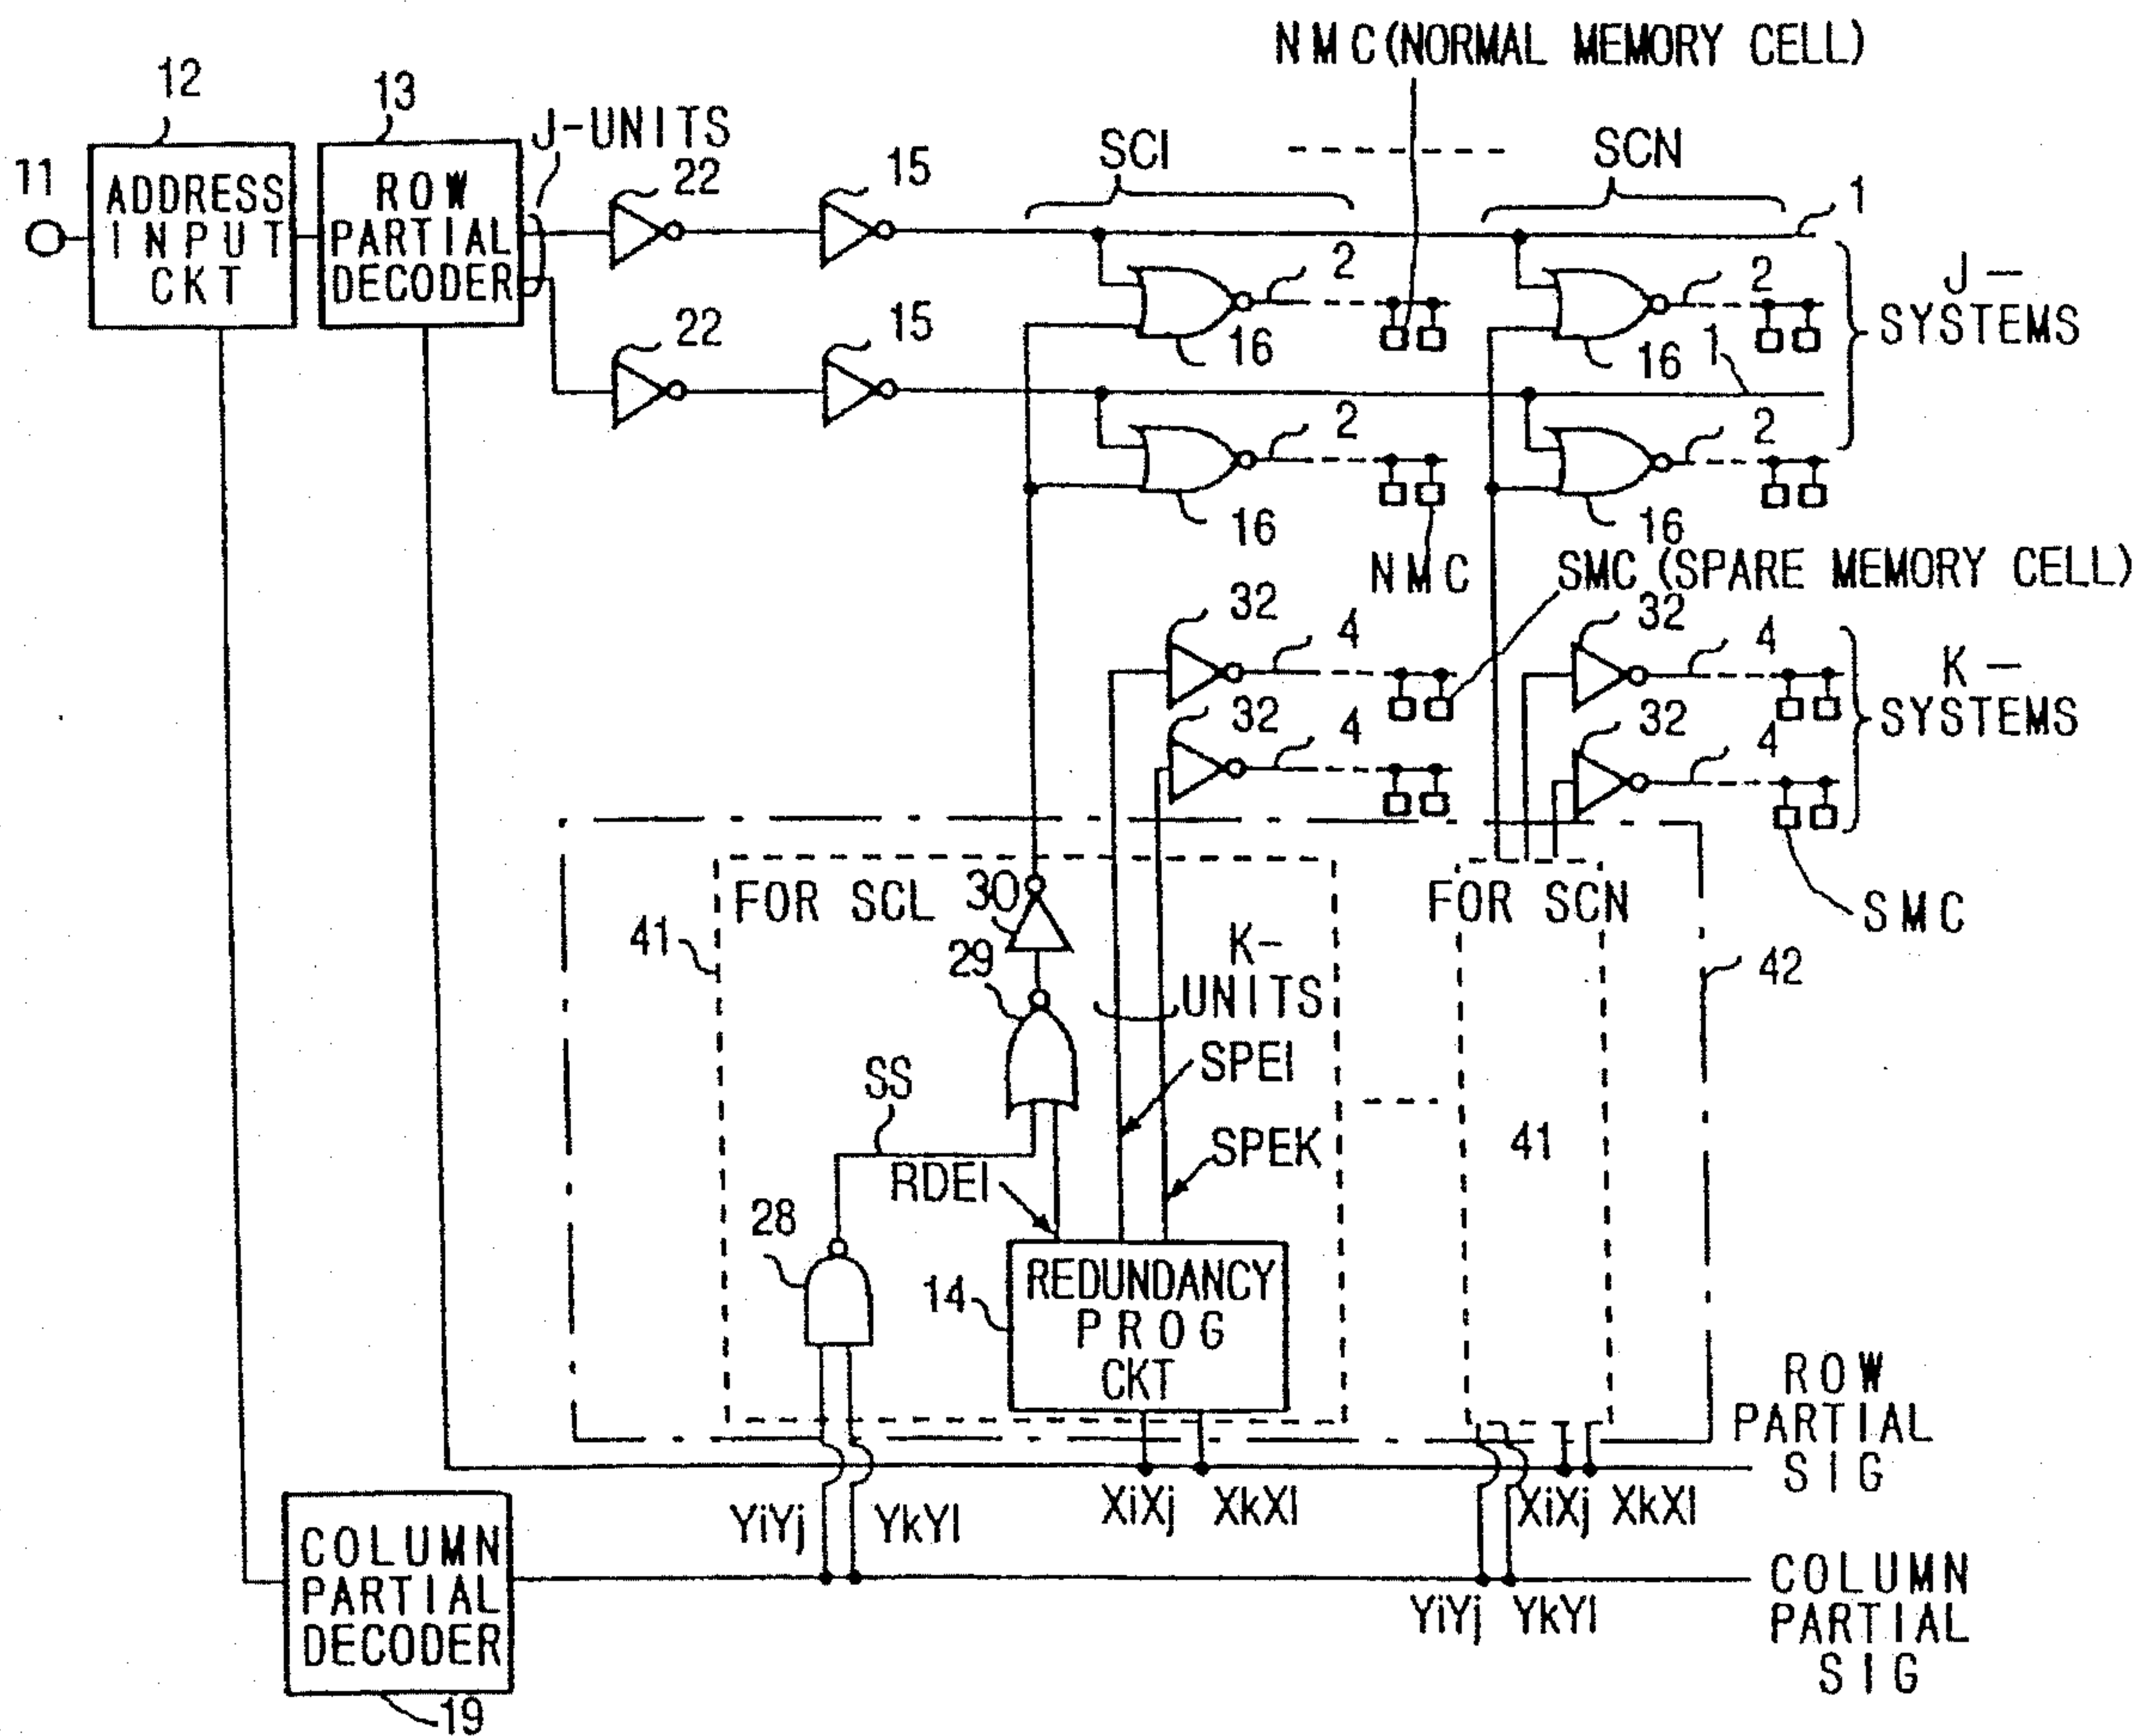 NMC(NORMAL MEMORY CELL)
12
13
J-UNITS
11
ADDRESS
INPUT
CKT
ROW
PARTIAL
DECODER
22
15
SCI
SCN
1
2
2
J-
SYSTEMS
16
16
1
22
15
2
2
16
16
NMC
SMC (SPARE MEMORY CELL)
32
4
32
4
K-
SYSTEMS
32
4
32
4
FOR SCL
30
FOR SCN
SMC
41
29
K-
UNITS
42
SPEI
SS
41
SPEK
RDEI
28
14
REDUNDANCY
PROG
CKT
ROW
PARTIAL
SIG
YiYj
YkYl
XiXj
XkXl
XiXj
XkXl
COLUMN
PARTIAL
DECODER
YiYj
YkYl
COLUMN
PARTIAL
SIG
19